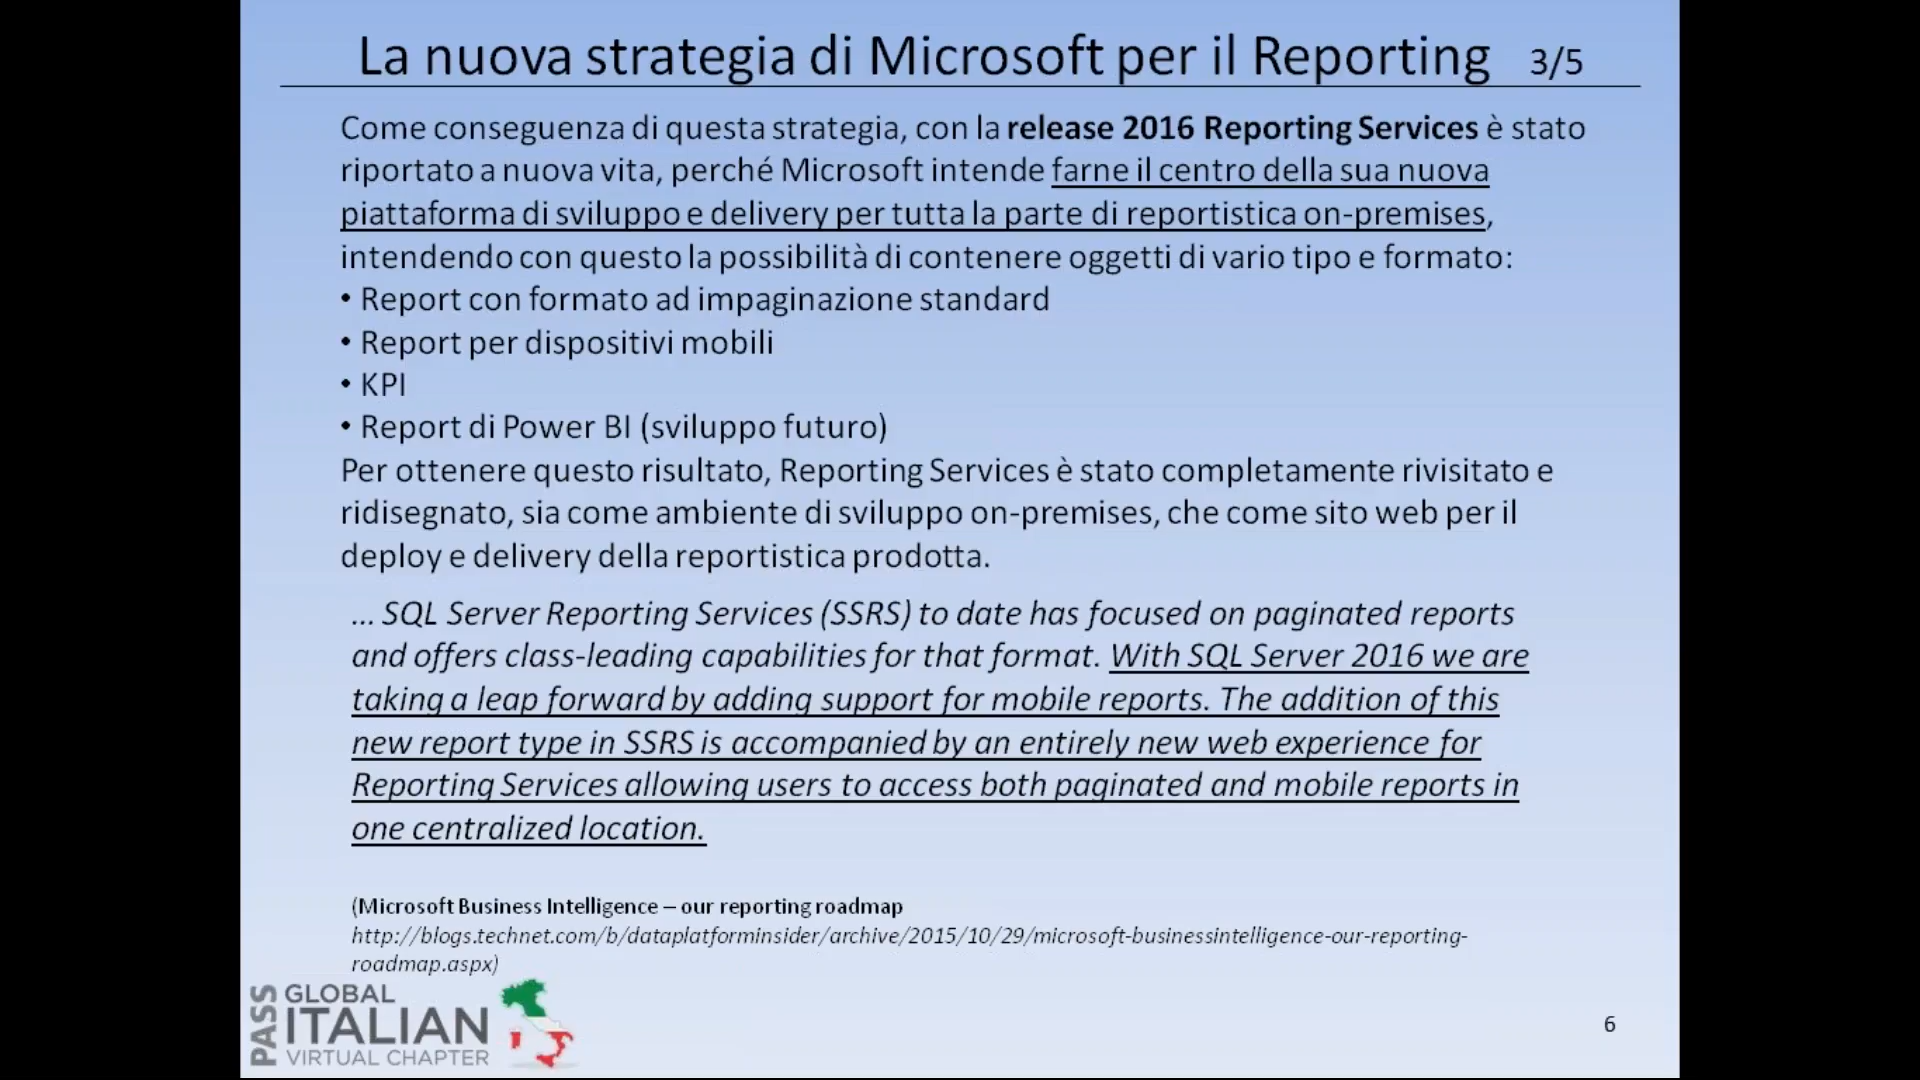 La nuova strategia di Microsoft per il Reporting 3/5
Come conseguenza di questa strategia, con la release 2016 Reporting Services è stato
riportato a nuova vita, perché Microsoft intende farne il centro della sua nuova
piattaforma di sviluppo e delivery per tutta la parte di reportistica on-premises,
intendendo con questo la possibilità di contenere oggetti di vario tipo e formato:
• Report con formato ad impaginazione standard
• Report per dispositivi mobili
• KPI
• Report di Power BI (sviluppo futuro)
Per ottenere questo risultato, Reporting Services è stato completamente rivisitato e
ridisegnato, sia come ambiente di sviluppo on-premises, che come sito web per il
deploy e delivery della reportistica prodotta.
... SQL Server Reporting Services (SSRS) to date has focused on paginated reports
and offers class-leading capabilities for that format. With SQL Server 2016 we are
taking a leap forward by adding support for mobile reports. The addition of this
new report type in SSRS is accompanied by an entirely new web experience for
Reporting Services allowing users to access both paginated and mobile reports in
one centralized location.
(Microsoft Business Intelligence – our reporting roadmap
http://blogs.technet.com/b/dataplatforminsider/archive/2015/10/29/microsoft-businessintelligence-our-reporting-
roadmap.aspx)
PASS GLOBAL
ITALIAN
VIRTUAL CHAPTER
6